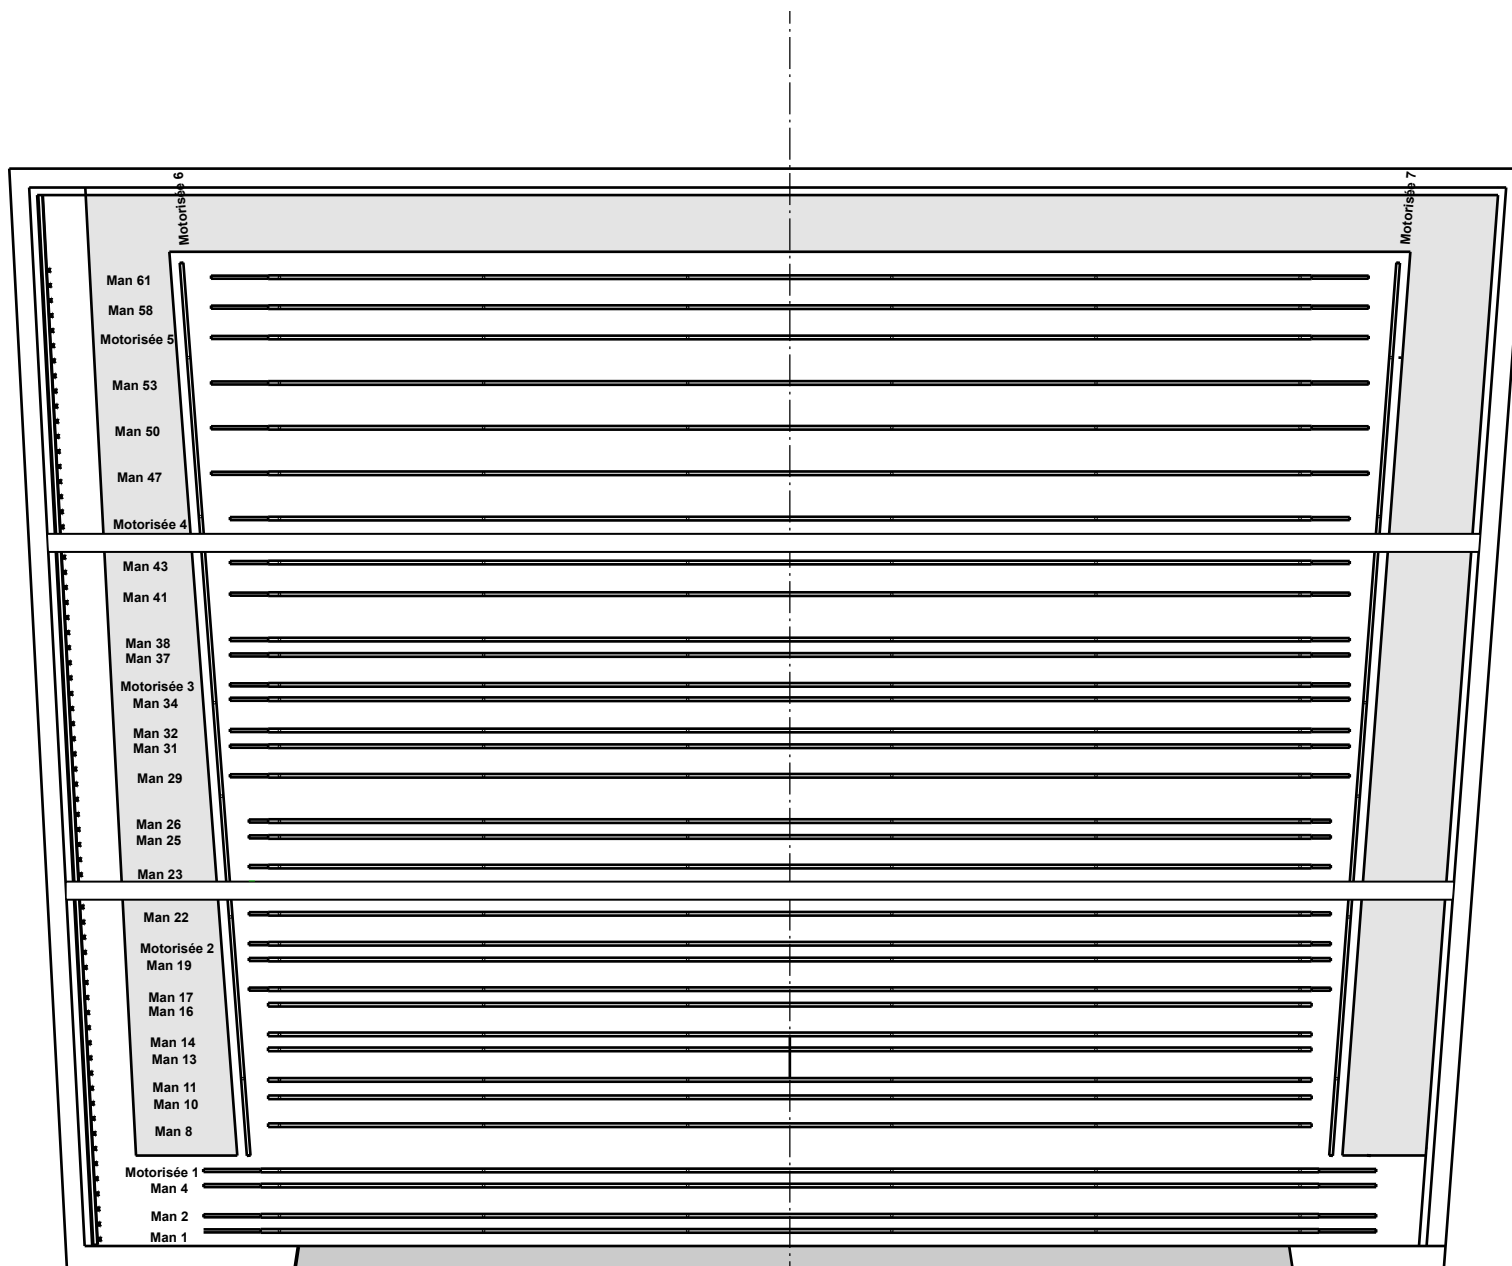 Motorisée 6
Motorisée 7
Man 61
Man 58
Motorisée 5
Man 53
Man 50
Man 47
Motorisée 4
Man 43
Man 41
Man 38
Man 37
Motorisée 3
Man 34
Man 32
Man 31
Man 29
Man 26
Man 25
Man 23
Man 22
Motorisée 2
Man 19
Man 17
Man 16
Man 14
Man 13
Man 11
Man 10
Man 8
Motorisée 1
Man 4
Man 2
Man 1